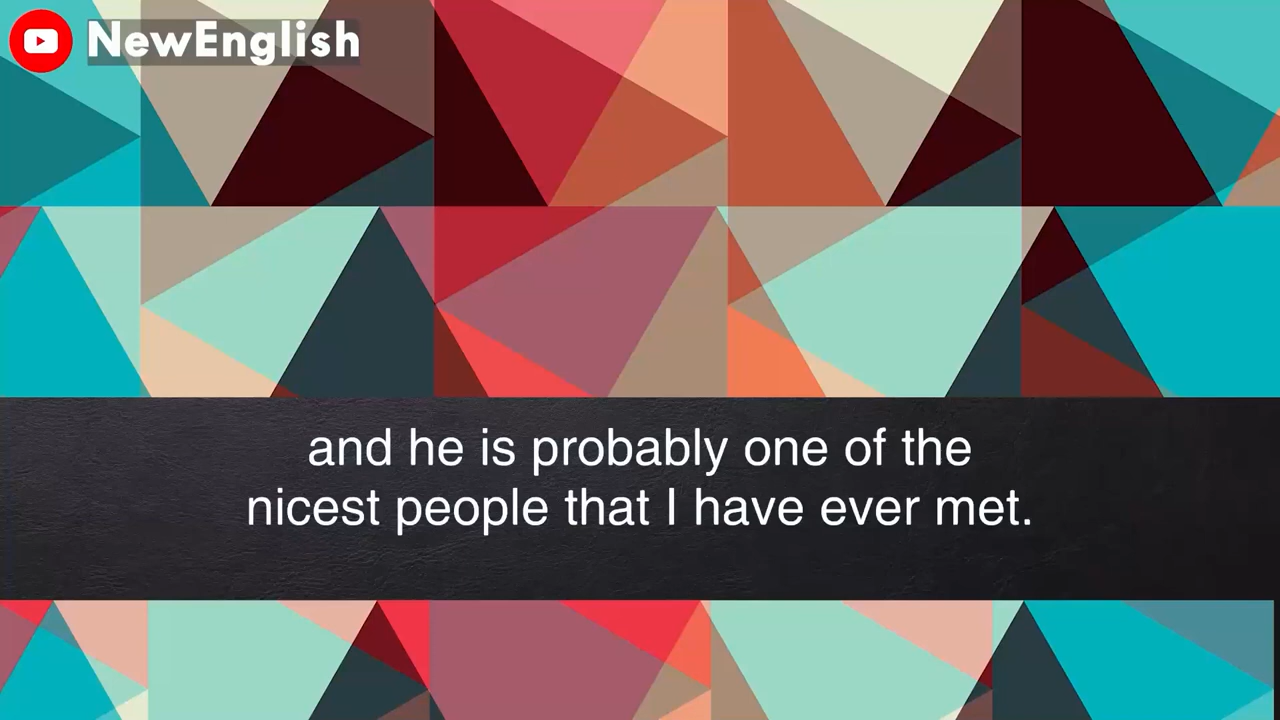 NewEnglish
and he is probably one of the
nicest people that I have ever met.